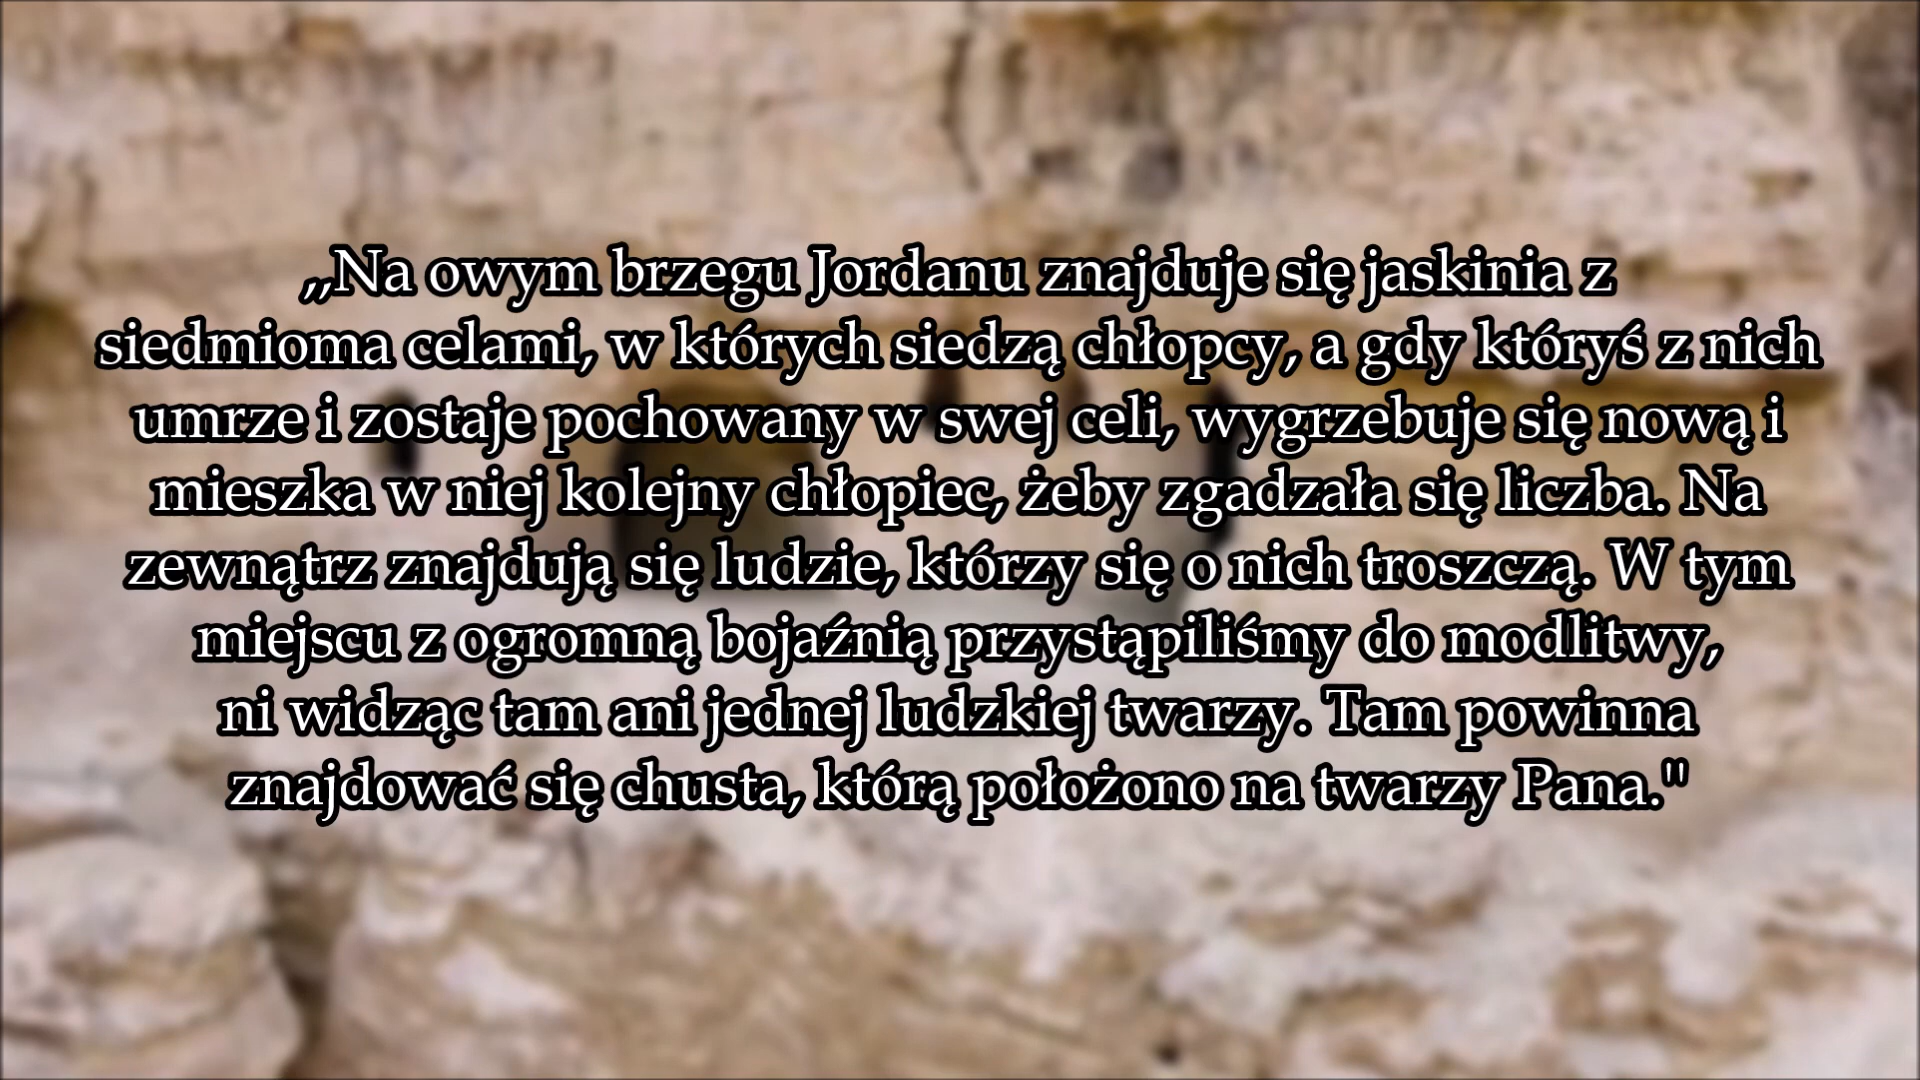 „Na owym brzegu Jordanu znajduje się jaskinia z
siedmioma celami, w których siedzą chłopcy, a gdy któryś z nich
umrze i zostaje pochowany w swej celi, wygrzebuje się nową i
mieszka w niej kolejny chłopiec, żeby zgadzała się liczba. Na
zewnątrz znajdują się ludzie, którzy się o nich troszczą. W tym
miejscu z ogromną bojaźnią przystąpiliśmy do modlitwy,
ni widząc tam ani jednej ludzkiej twarzy. Tam powinna
znajdować się chusta, którą położono na twarzy Pana."